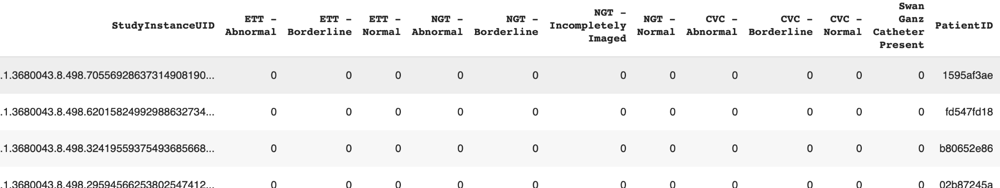 StudyInstanceUID ETT - Abnormal ETT - Borderline ETT - Normal NGT - Abnormal NGT - Borderline NGT - Incompletely Imaged NGT - Normal CVC - Abnormal CVC - Borderline CVC - Normal Swan Ganz Catheter Present PatientID
.1.3680043.8.498.70556928637314908190... 0 0 0 0 0 0 0 0 0 0 0 1595af3ae
.1.3680043.8.498.62015824992988632734... 0 0 0 0 0 0 0 0 0 0 0 fd547fd18
.1.3680043.8.498.32419559375493685668... 0 0 0 0 0 0 0 0 0 0 0 b80652e86
.1.3680043.8.498.29594566253802547412... 0 0 0 0 0 0 0 0 0 0 0 02b87245a